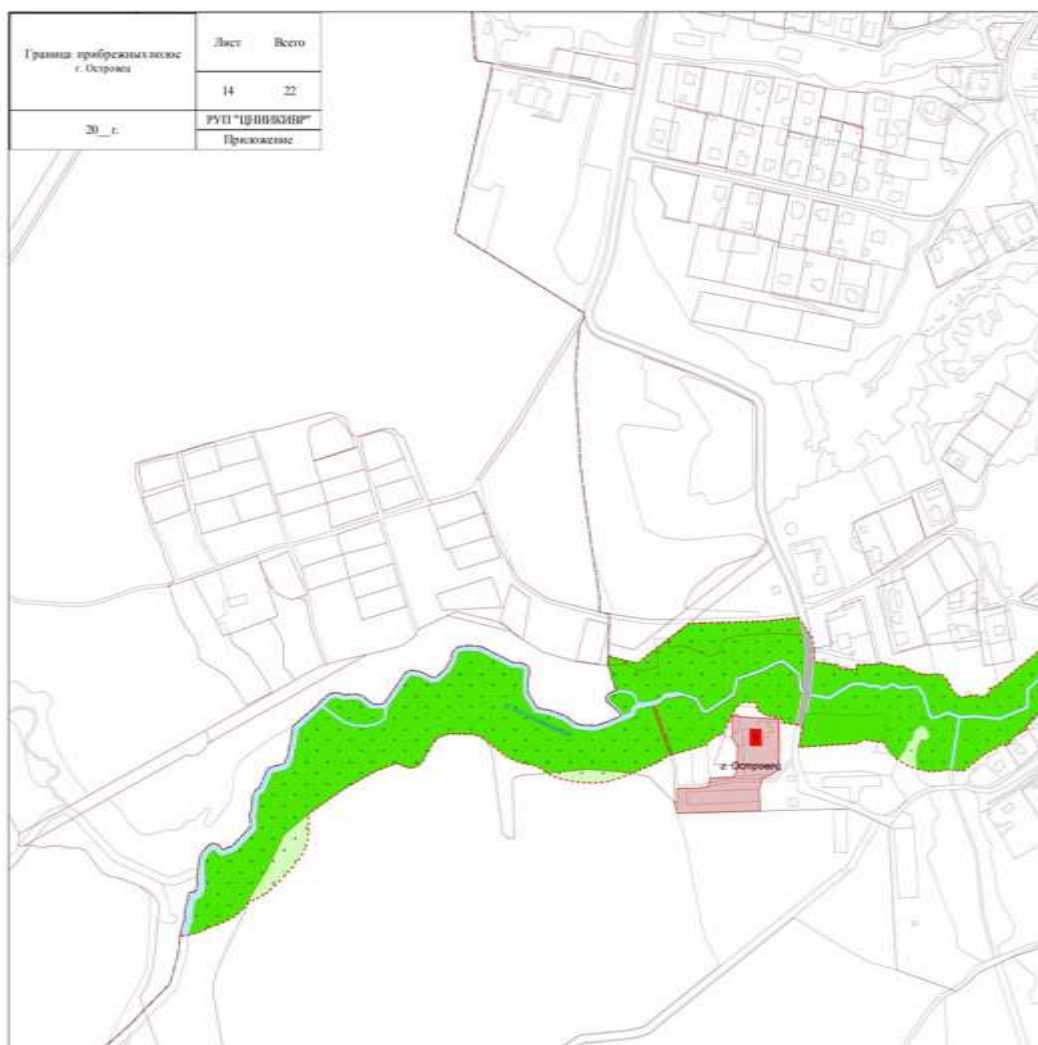 Граница прибрежных полос
г. Островец
Лист Всего
14 22
20__г.
РУП "ЦНИИКИВР"
Приложение
г. Островец